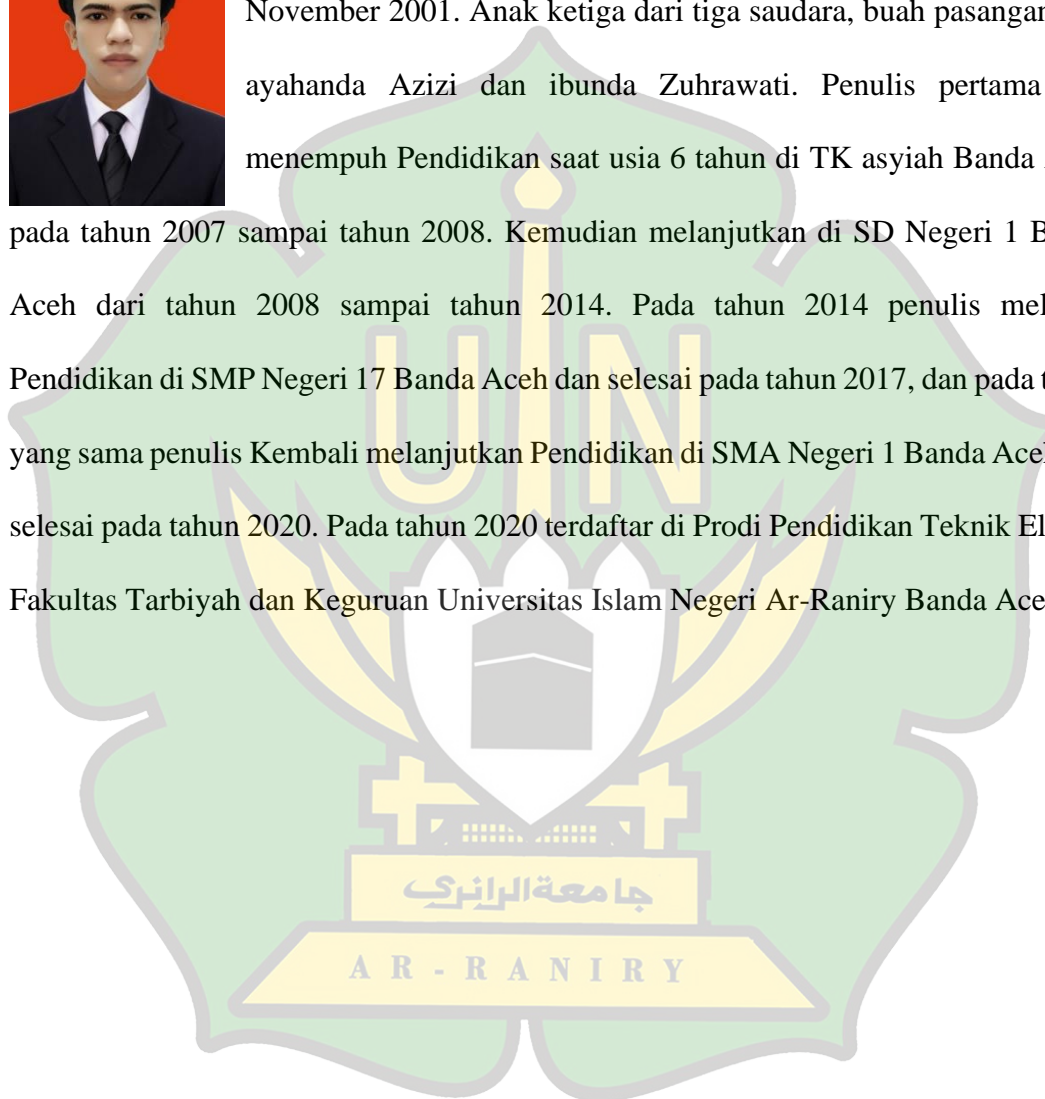 November 2001. Anak ketiga dari tiga saudara, buah pasangan
ayahanda Azizi dan ibunda Zuhrawati. Penulis pertama
menempuh Pendidikan saat usia 6 tahun di TK asyiah Banda
pada tahun 2007 sampai tahun 2008. Kemudian melanjutkan di SD Negeri 1
Aceh dari tahun 2008 sampai tahun 2014. Pada tahun 2014 penulis
Pendidikan di SMP Negeri 17 Banda Aceh dan selesai pada tahun 2017, dan pada
yang sama penulis Kembali melanjutkan Pendidikan di SMA Negeri 1 Banda Aceh
selesai pada tahun 2020. Pada tahun 2020 terdaftar di Prodi Pendidikan Teknik
Fakultas Tarbiyah dan Keguruan Universitas Islam Negeri Ar-Raniry Banda
UIN
جامعةالرانري
AR-RANIRY